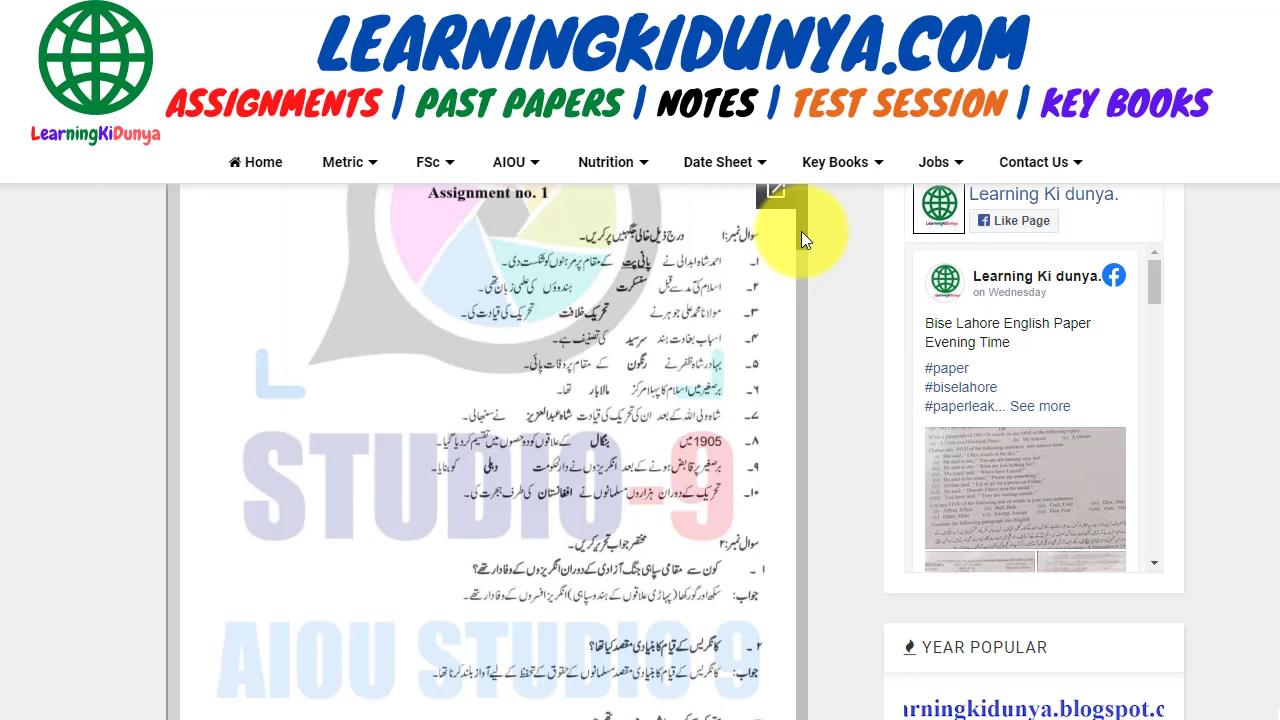 LEARNINGKIDUNYA.COM
ASSIGNMENTS | PAST PAPERS | NOTES | TEST SESSION | KEY BOOKS
LearningKiDunya
Home Metric FSc AIOU Nutrition Date Sheet Key Books Jobs Contact Us
Assignment no. 1
سوال نمبر: ۱ درج ذیل خالی جگہیں پر کریں۔
۱۔ احمد شاہ ابدالی نے پانی پت کے مقام پر مرہٹوں کو شکست دی۔
۲۔ اسلام کی آمد سے قبل سنسکرت ہندوؤں کی علمی زبان تھی۔
۳۔ مولانا محمد علی جوہر نے تحریک خلافت تحریک کی قیادت کی۔
۴۔ اسباب بغاوت ہند سرسید کی تصنیف ہے۔
۵۔ بہادر شاہ ظفر نے رنگون کے مقام پر وفات پائی۔
۶۔ برصغیر میں اسلام کا پہلا مرکز مالابار تھا۔
۷۔ شاہ ولی اللہ کے بعد ان کی تحریک کی قیادت شاہ عبدالعزیز نے سنبھالی۔
۸۔ 1905 میں بنگال کے علاقوں کو دو حصوں میں تقسیم کر دیا گیا۔
۹۔ برصغیر پر قابض ہونے کے بعد انگریزوں نے دارلحکومت دہلی کو بنایا۔
۱۰۔ تحریک کے دوران ہزاروں مسلمانوں نے افغانستان کی طرف ہجرت کی۔
سوال نمبر: ۲ مختصر جواب تحریر کریں۔
۱۔ کون سے مقامی سپاہی جنگ آزادی کے دوران انگریزوں کے وفادار تھے؟
جواب: سکھ اور گورکھا (پہاڑی علاقوں کے ہندو سپاہی) انگریز افسروں کے وفادار تھے۔
۲۔ کانگریس کے قیام کا بنیادی مقصد کیا تھا؟
جواب: کانگریس کے قیام کا بنیادی مقصد مسلمانوں کے حقوق کے تحفظ کے لیے آواز بلند کرنا تھا۔
STUDIO-9
AIOU STUDIO 9
Learning Ki dunya.
Like Page
Learning Ki dunya.
on Wednesday
Bise Lahore English Paper
Evening Time
#paper
#biselahore
#paperleak... See more
YEAR POPULAR
arningkidunya.blogspot.c